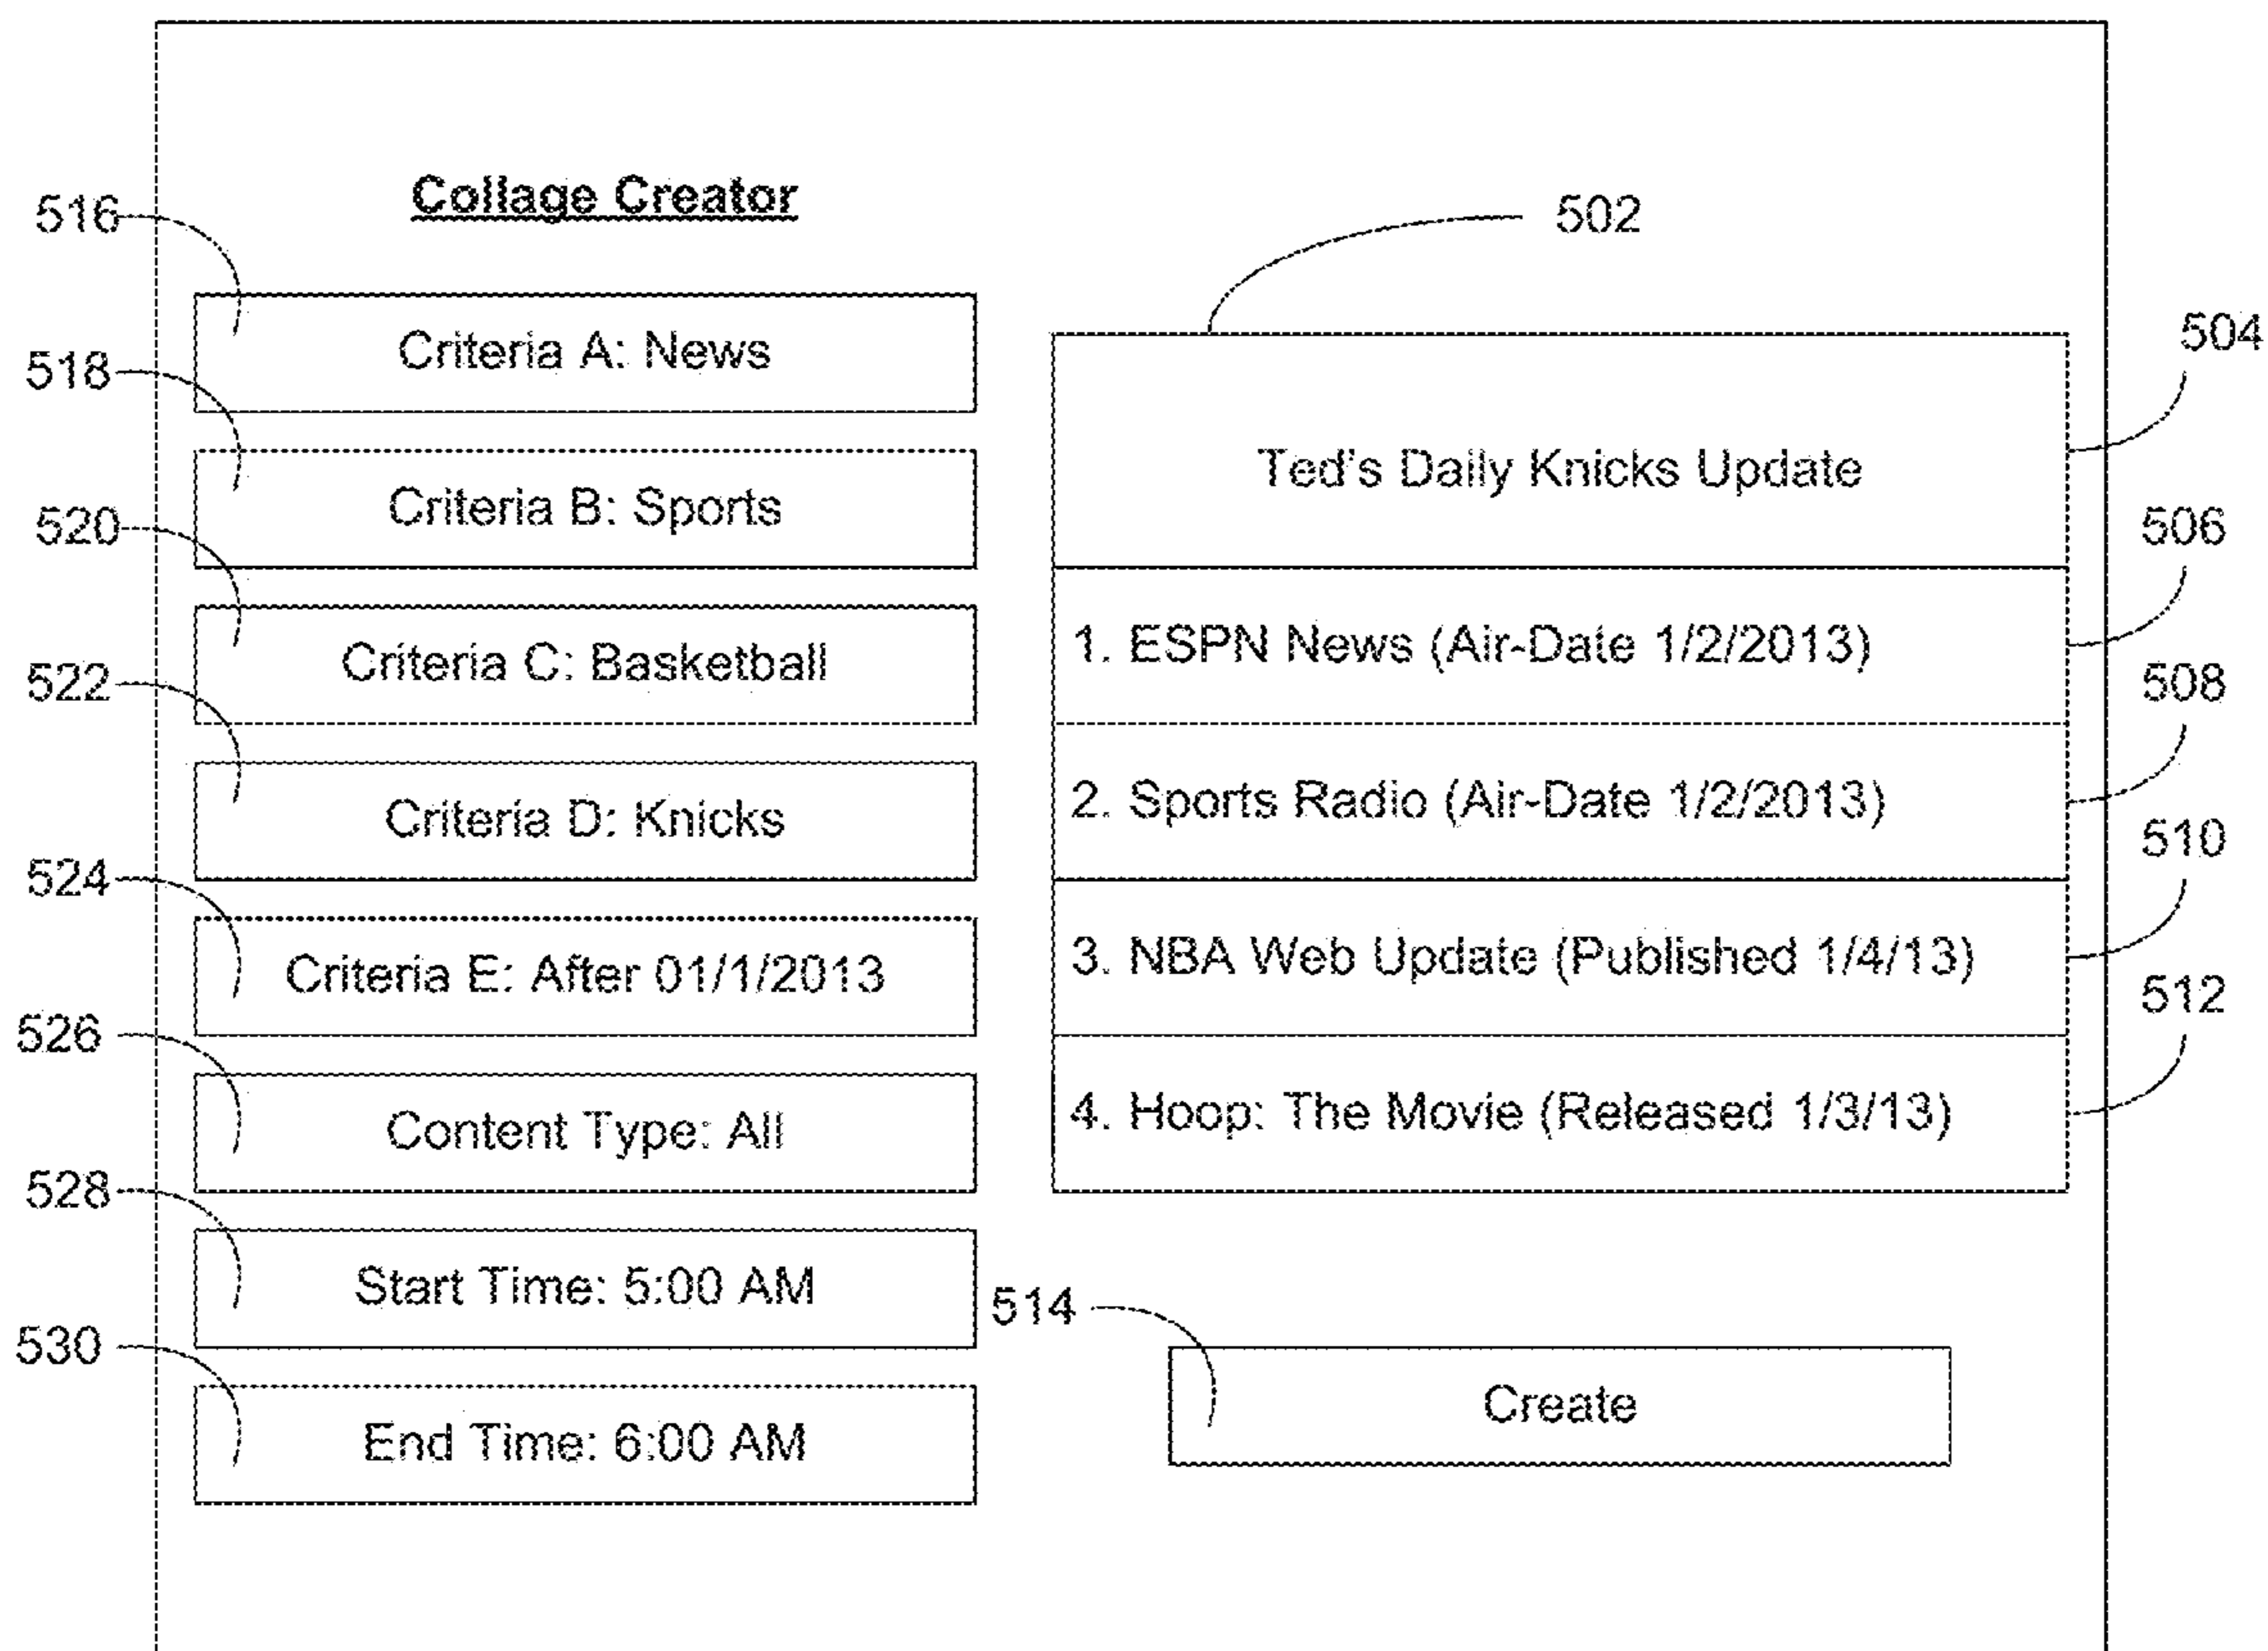 Collage Creator
516
502
Criteria A: News
504
518
Criteria B: Sports
Ted's Daily Knicks Update
520
506
Criteria C: Basketball
1. ESPN News (Air-Date 1/2/2013)
522
508
Criteria D: Knicks
2. Sports Radio (Air-Date 1/2/2013)
524
510
Criteria E: After 01/1/2013
3. NBA Web Update (Published 1/4/13)
526
512
Content Type: All
4. Hoop: The Movie (Released 1/3/13)
528
Start Time: 5:00 AM
514
530
End Time: 6:00 AM
Create